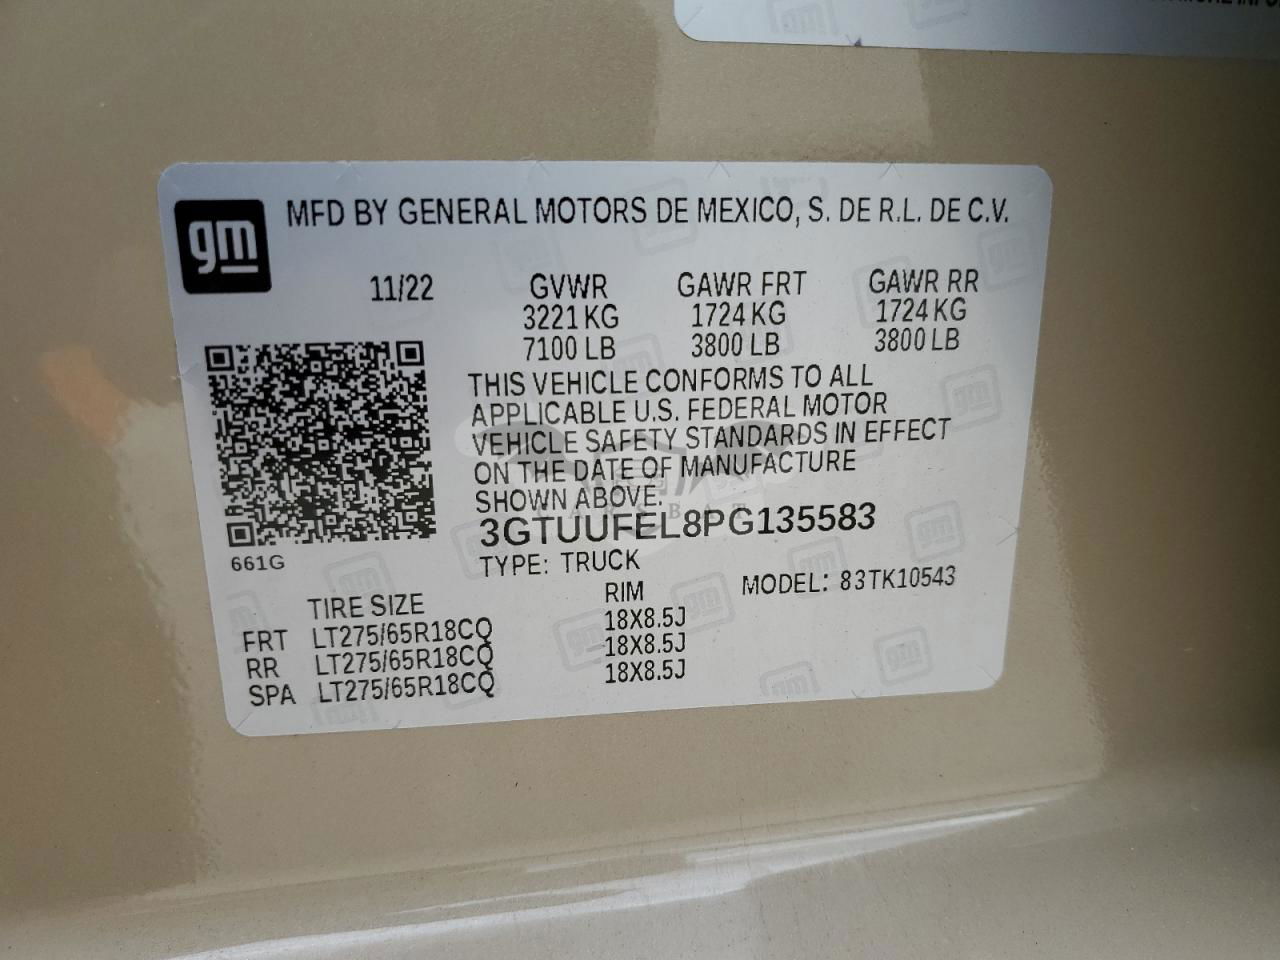 gm MFD BY GENERAL MOTORS DE MEXICO, S. DE R.L. DE C.V.
11/22 GVWR GAWR FRT GAWR RR
3221 KG 1724 KG 1724 KG
7100 LB 3800 LB 3800 LB
THIS VEHICLE CONFORMS TO ALL
APPLICABLE U.S. FEDERAL MOTOR
VEHICLE SAFETY STANDARDS IN EFFECT
ON THE DATE OF MANUFACTURE
SHOWN ABOVE.
3GTUUFEL8PG135583
661G TYPE: TRUCK MODEL: 83TK10543
TIRE SIZE RIM
FRT LT275/65R18CQ 18X8.5J
RR LT275/65R18CQ 18X8.5J
SPA LT275/65R18CQ 18X8.5J